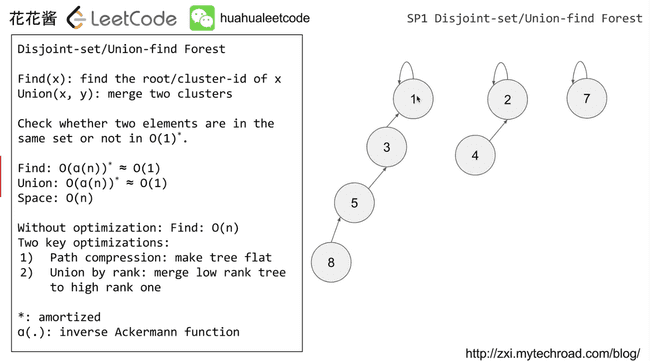 花花酱 LeetCode huahualeetcode
SP1 Disjoint-set/Union-find Forest
Disjoint-set/Union-find Forest
Find(x): find the root/cluster-id of x
Union(x, y): merge two clusters
Check whether two elements are in the
same set or not in O(1)*.
Find: O(ɑ(n))* ≈ O(1)
Union: O(ɑ(n))* ≈ O(1)
Space: O(n)
Without optimization: Find: O(n)
Two key optimizations:
1) Path compression: make tree flat
2) Union by rank: merge low rank tree
to high rank one
*: amortized
ɑ(.): inverse Ackermann function
1
2
7
3
4
5
8
http://zxi.mytechroad.com/blog/